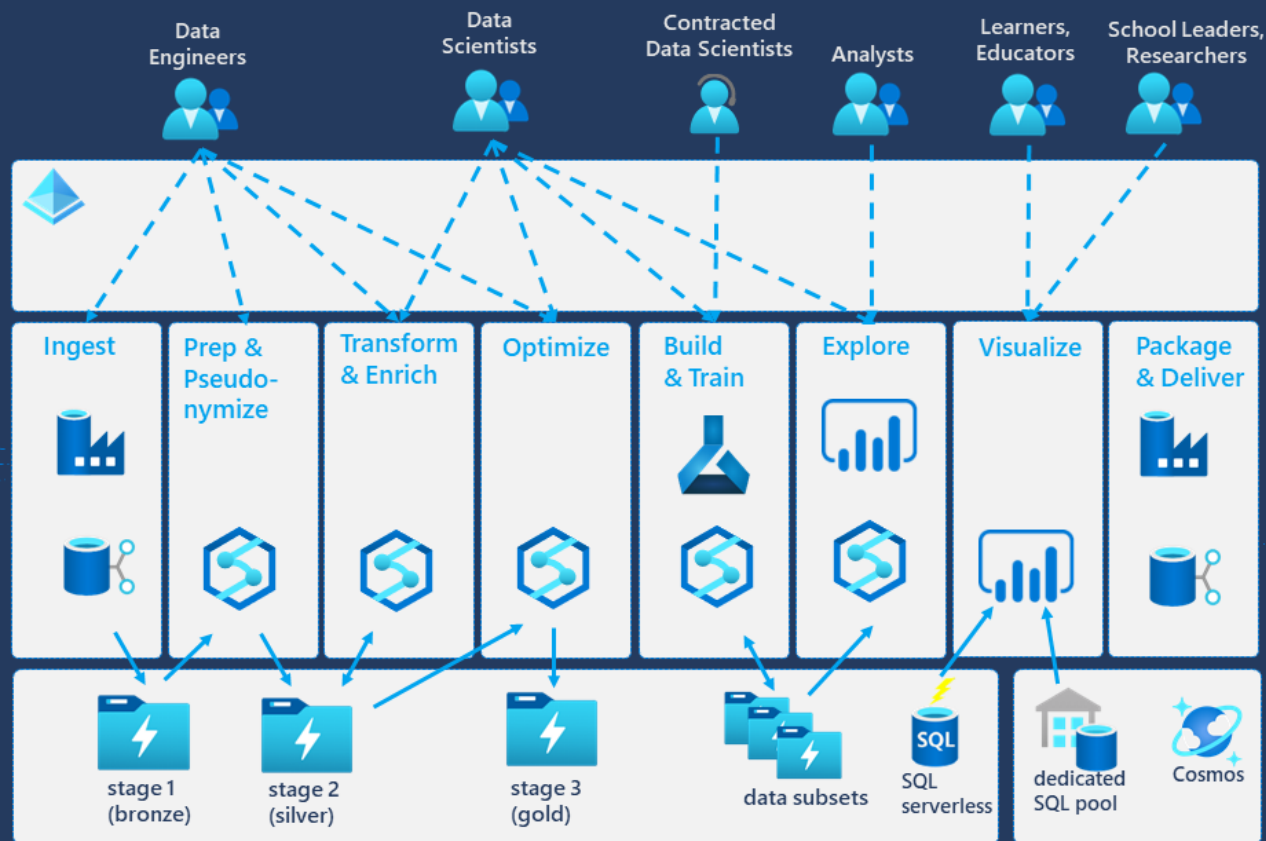 Data
Engineers
Data
Scientists
Contracted
Data Scientists
Analysts
Learners,
Educators
School Leaders,
Researchers
Ingest
Prep &
Pseudo-
nymize
Transform
& Enrich
Optimize
Build
& Train
Explore
Visualize
Package
& Deliver
stage 1
(bronze)
stage 2
(silver)
stage 3
(gold)
data subsets
SQL
SQL
serverless
dedicated
SQL pool
Cosmos